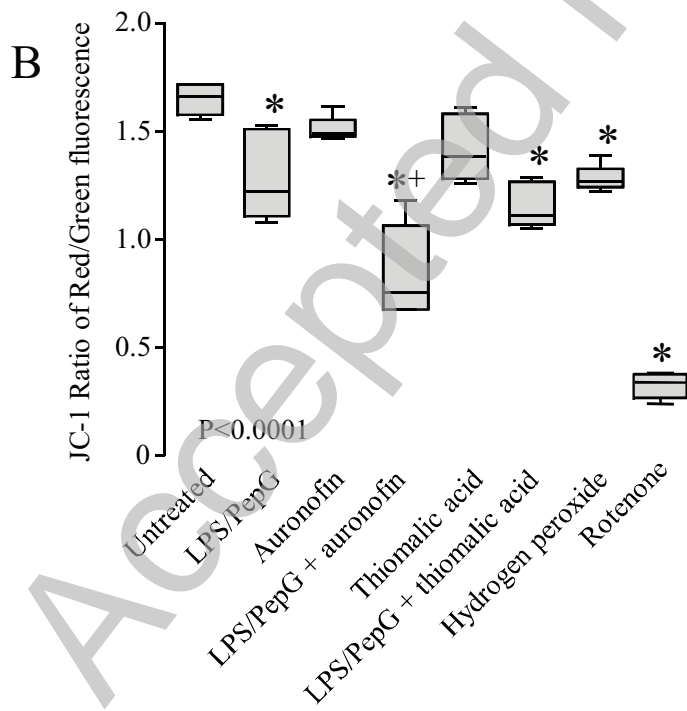 B
JC-1 Ratio of Red/Green fluorescence
2.0
1.5
1.0
0.5
0
*
*+
*
*
*
P<0.0001
Untreated
LPS/PepG
Auronofin
LPS/PepG + auronofin
Thiomalic acid
LPS/PepG + thiomalic acid
Hydrogen peroxide
Rotenone
Accepted